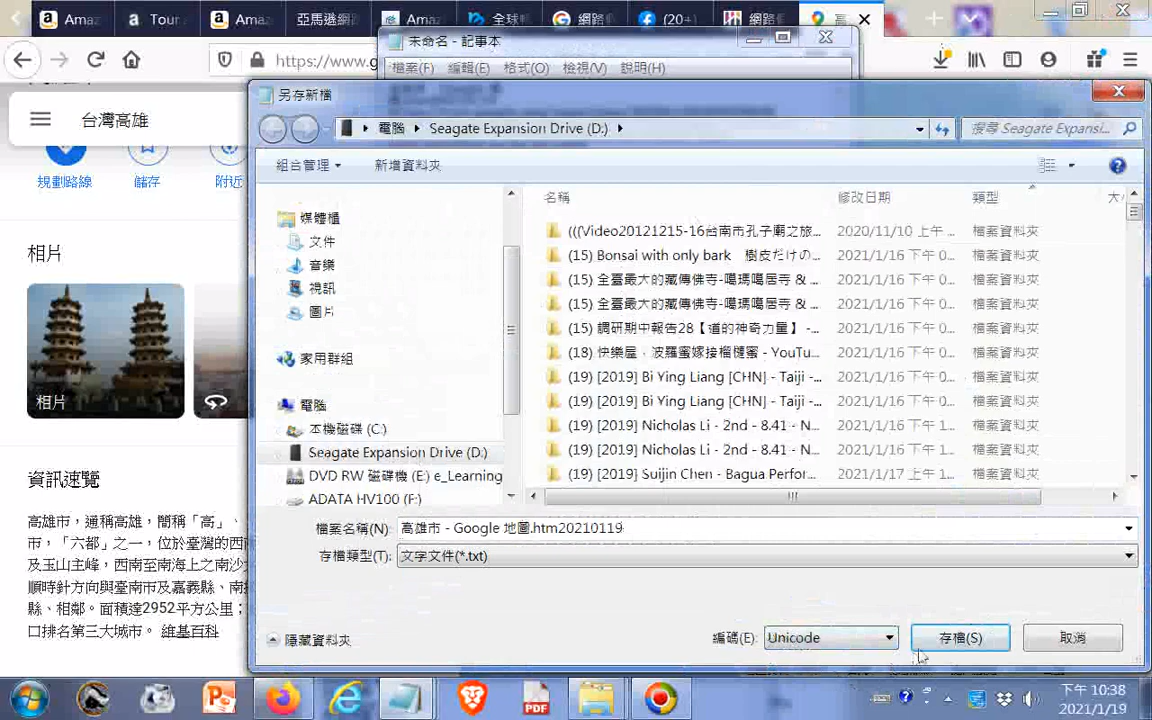 Amaz
Tour
Amaz
亞馬遜網
Amaz
全球
網路
(20+)
網路
未命名 - 記事本
https://www.g
檔案(F) 編輯(E) 格式(O) 檢視(V) 說明(H)
另存新檔
台灣高雄
電腦 Seagate Expansion Drive (D:)
搜尋 Seagate Expansi...
組合管理 新增資料夾
規劃路線 儲存 附近
名稱 修改日期 類型 大
媒體櫃
文件
音樂
視訊
圖片
家用群組
電腦
本機磁碟 (C:)
Seagate Expansion Drive (D:)
DVD RW 磁碟機 (E:) e_Learning
ADATA HV100 (F:)
(((Video20121215-16台南市孔子廟之旅... 2020/11/10 上午 ... 檔案資料夾
(15) Bonsai with only bark 樹皮だけの... 2021/1/16 下午 0... 檔案資料夾
(15) 全臺最大的藏傳佛寺-噶瑪噶居寺 & ... 2021/1/16 下午 0... 檔案資料夾
(15) 全臺最大的藏傳佛寺-噶瑪噶居寺 & ... 2021/1/16 下午 0... 檔案資料夾
(15) 調研期中報告28【道的神奇力量】 -... 2021/1/16 下午 0... 檔案資料夾
(18) 快樂屋﹐波羅蜜嫁接榴槤蜜 - YouTu... 2021/1/16 下午 0... 檔案資料夾
(19) [2019] Bi Ying Liang [CHN] - Taiji -... 2021/1/16 下午 0... 檔案資料夾
(19) [2019] Bi Ying Liang [CHN] - Taiji -... 2021/1/16 下午 0... 檔案資料夾
(19) [2019] Nicholas Li - 2nd - 8.41 - N... 2021/1/16 下午 1... 檔案資料夾
(19) [2019] Nicholas Li - 2nd - 8.41 - N... 2021/1/16 下午 1... 檔案資料夾
(19) [2019] Suijin Chen - Bagua Perfor... 2021/1/17 上午 1... 檔案資料夾
相片
相片
資訊速覽
高雄市，通稱高雄，簡稱「高」、
市，「六都」之一，位於臺灣的西南
及玉山主峰，西南至南海上之南沙
順時針方向與臺南市及嘉義縣、南投
縣、相鄰。面積達2952平方公里；
口排名第三大城市。 維基百科
檔案名稱(N): 高雄市 - Google 地圖.htm20210119
存檔類型(T): 文字文件(*.txt)
隱藏資料夾
編碼(E): Unicode 存檔(S) 取消
PDF
下午 10:38
2021/1/19